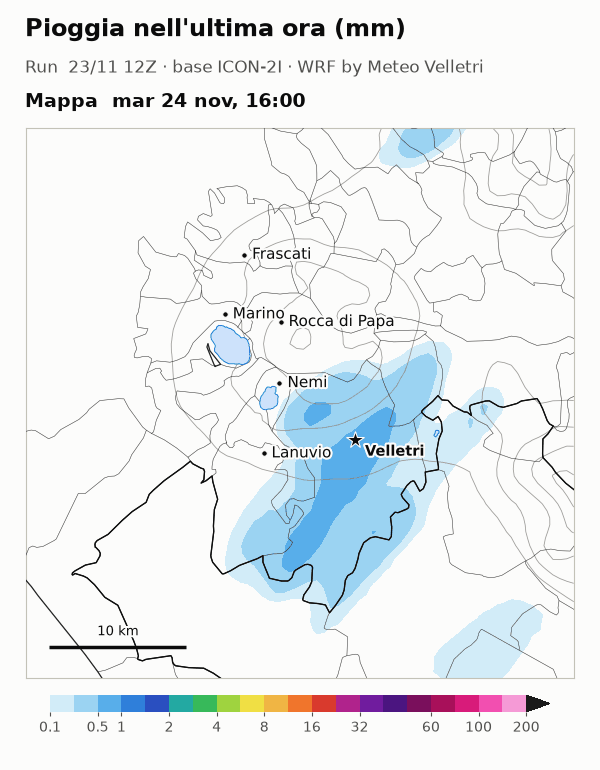 Pioggia nell'ultima ora (mm)
Run  23/11 12Z · base ICON-2I · WRF by Meteo Velletri
Mappa  mar 24 nov, 16:00
Frascati
Marino
Rocca di Papa
Nemi
Velletri
Lanuvio
10 km
0.1 0.5 1 2 4 8 16 32 60 100 200